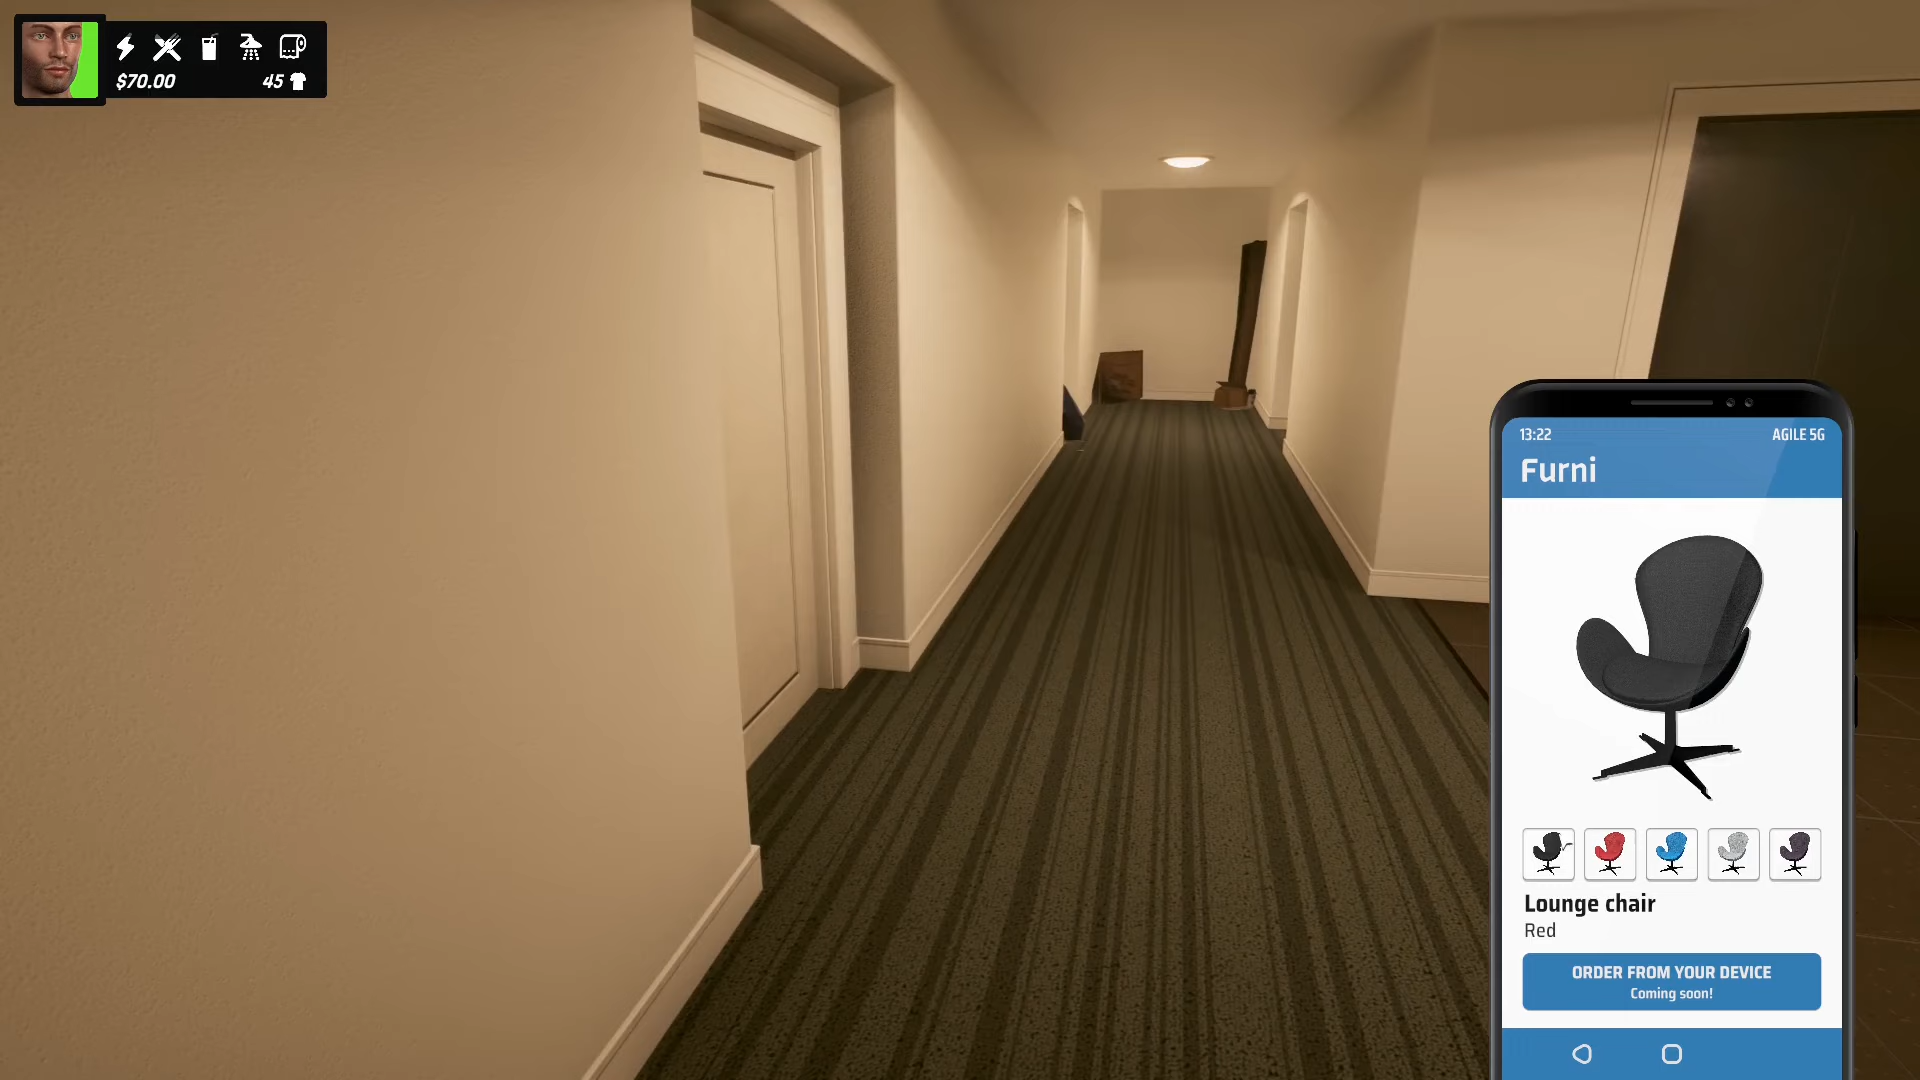 $70.00
45
13:22
AGILE 5G
Furni
Lounge chair
Red
ORDER FROM YOUR DEVICE
Coming soon!